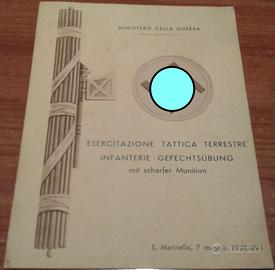 MINISTERO DELLA GUERRA
ESERCITAZIONE TATTICA TERRESTRE
INFANTERIE - GEFECHTSÜBUNG
mit scharfer Munition
S. Marinella, 7